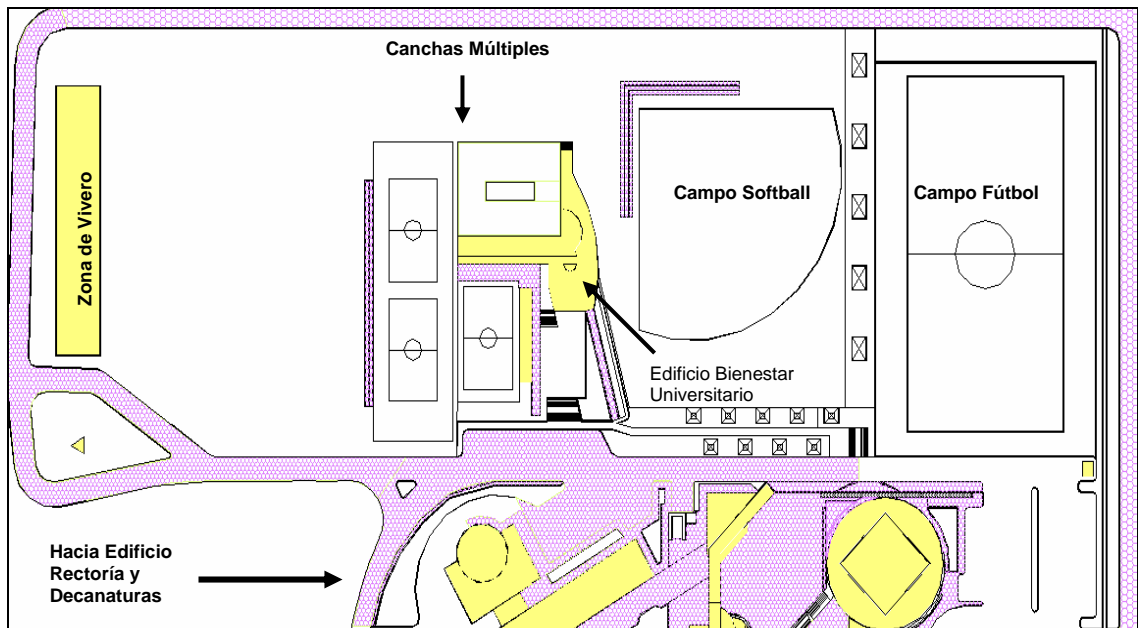 Canchas Múltiples
Zona de Vivero
Campo Softball
Campo Fútbol
Edificio Bienestar
Universitario
Hacia Edificio
Rectoría y
Decanaturas